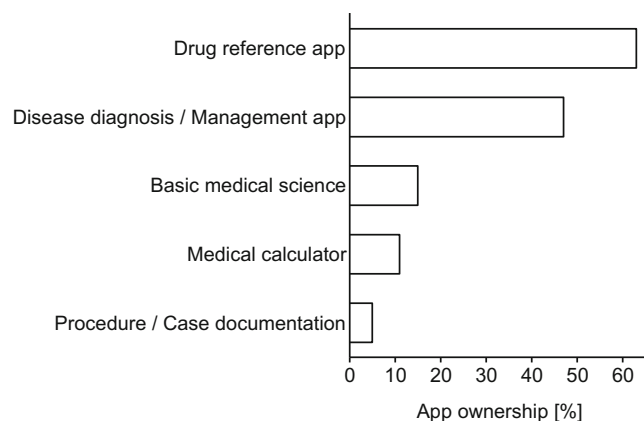 Drug reference app
Disease diagnosis / Management app
Basic medical science
Medical calculator
Procedure / Case documentation
0 10 20 30 40 50 60
App ownership [%]